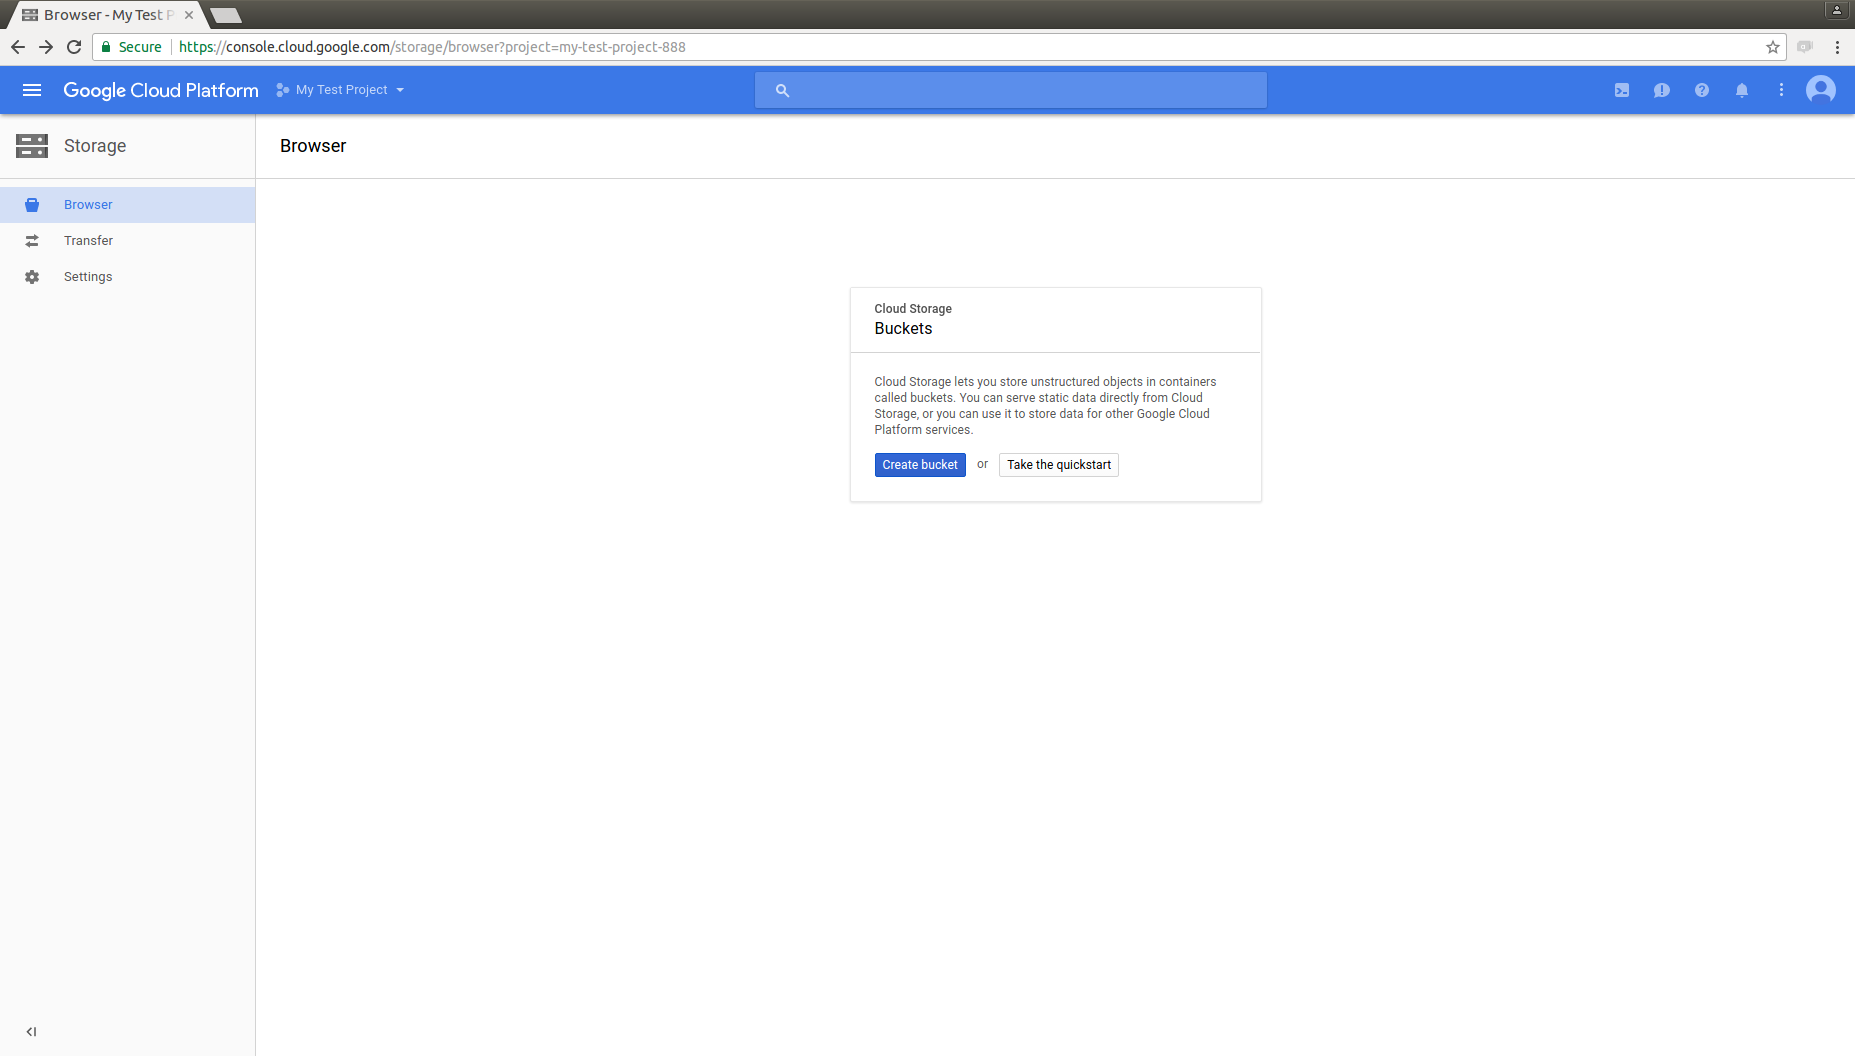 Browser - My Test P
Secure
https://console.cloud.google.com/storage/browser?project=my-test-project-888
Google Cloud Platform
My Test Project
Storage
Browser
Browser
Transfer
Settings
Cloud Storage
Buckets
Cloud Storage lets you store unstructured objects in containers
called buckets. You can serve static data directly from Cloud
Storage, or you can use it to store data for other Google Cloud
Platform services.
Create bucket or Take the quickstart